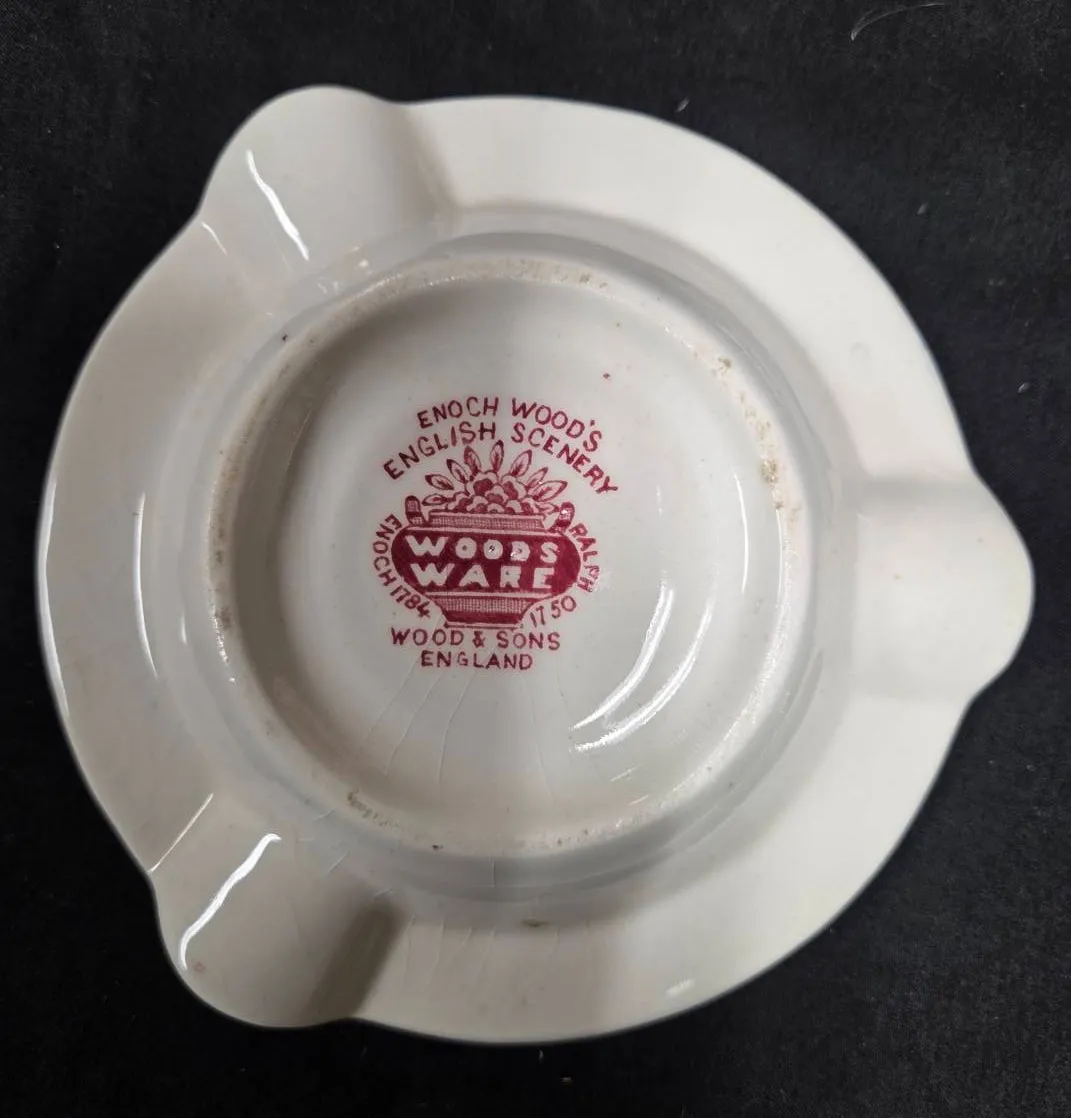 ENOCH WOOD'S
ENGLISH SCENERY
ENOCH 1784
RALPH 1750
WOODS
WARE
WOOD & SONS
ENGLAND